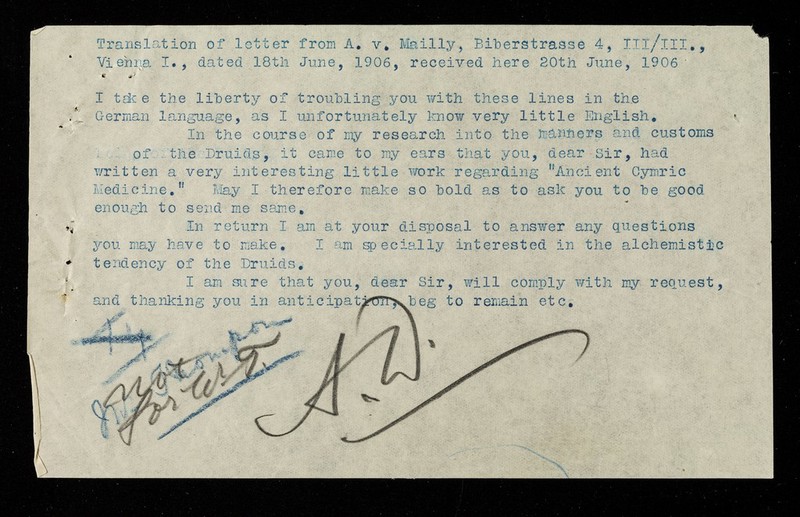 Translation of letter from A. v. Mailly, Biberstrasse 4, III/III.,
Vienna I., dated 18th June, 1906, received here 20th June, 1906
I take the liberty of troubling you with these lines in the
German language, as I unfortunately know very little English.
In the course of my research into the manners and customs
of the Druids, it came to my ears that you, dear Sir, had
written a very interesting little work regarding "Ancient Cymric
Medicine." May I therefore make so bold as to ask you to be good
enough to send me same.
In return I am at your disposal to answer any questions
you may have to make. I am specially interested in the alchemistic
tendency of the Druids.
I am sure that you, dear Sir, will comply with my request,
and thanking you in anticipation, beg to remain etc.
Thompson
Not
for W.T.